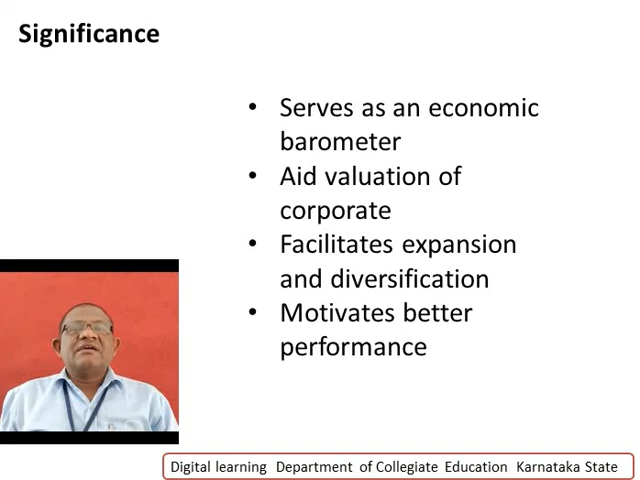 Significance
• Serves as an economic
barometer
• Aid valuation of
corporate
• Facilitates expansion
and diversification
• Motivates better
performance
Digital learning Department of Collegiate Education Karnataka State